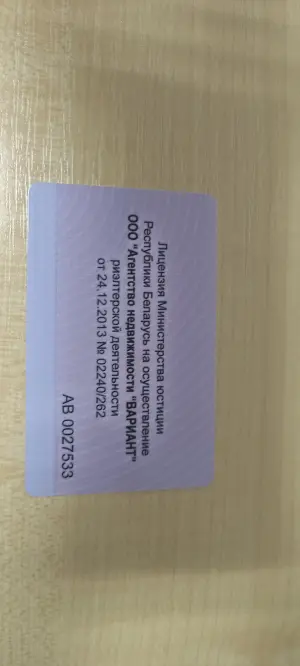 Лицензия Министерства юстиции
Республики Беларусь на осуществление
ООО "Агентство недвижимости "ВАРИАНТ"
риэлтерской деятельности
от 24.12.2013 № 02240/262
АВ 0027533